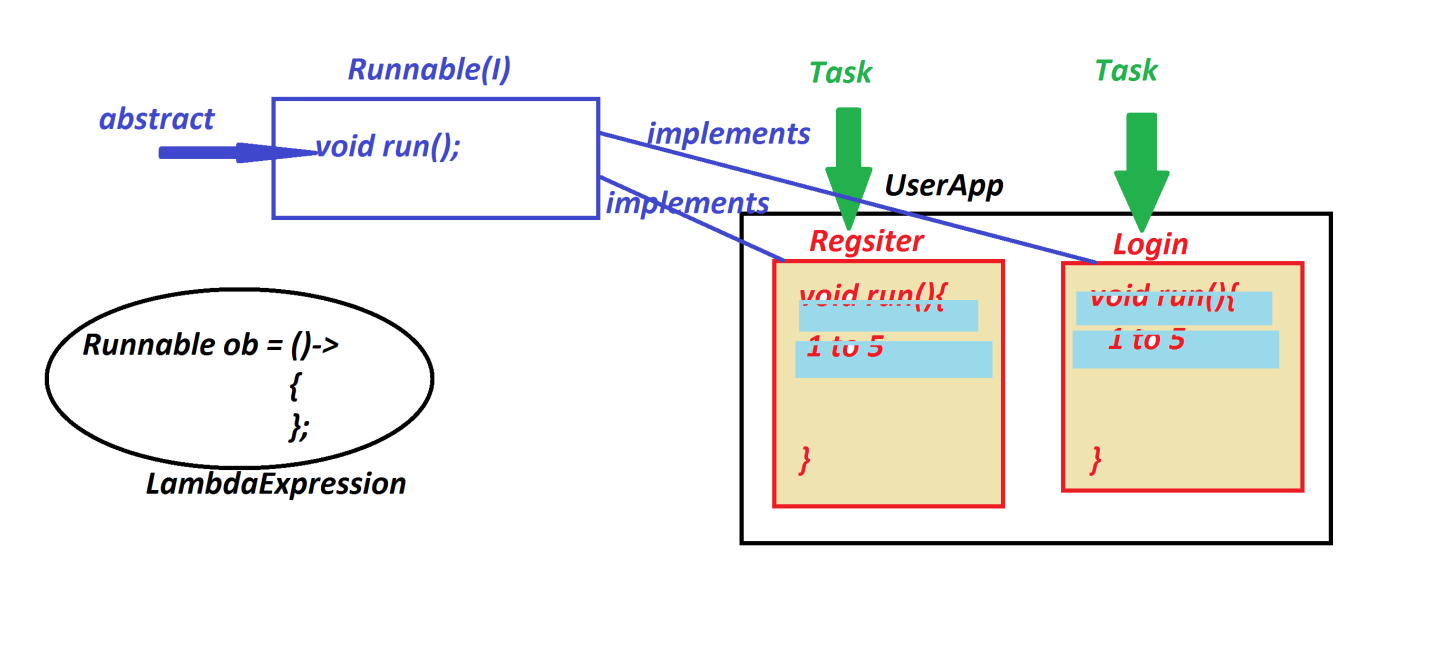 Runnable(I)
abstract
void run();
implements
implements
Task
Task
UserApp
Regsiter
void run(){
1 to 5
}
Login
void run(){
1 to 5
}
Runnable ob = ()->
{
};
LambdaExpression